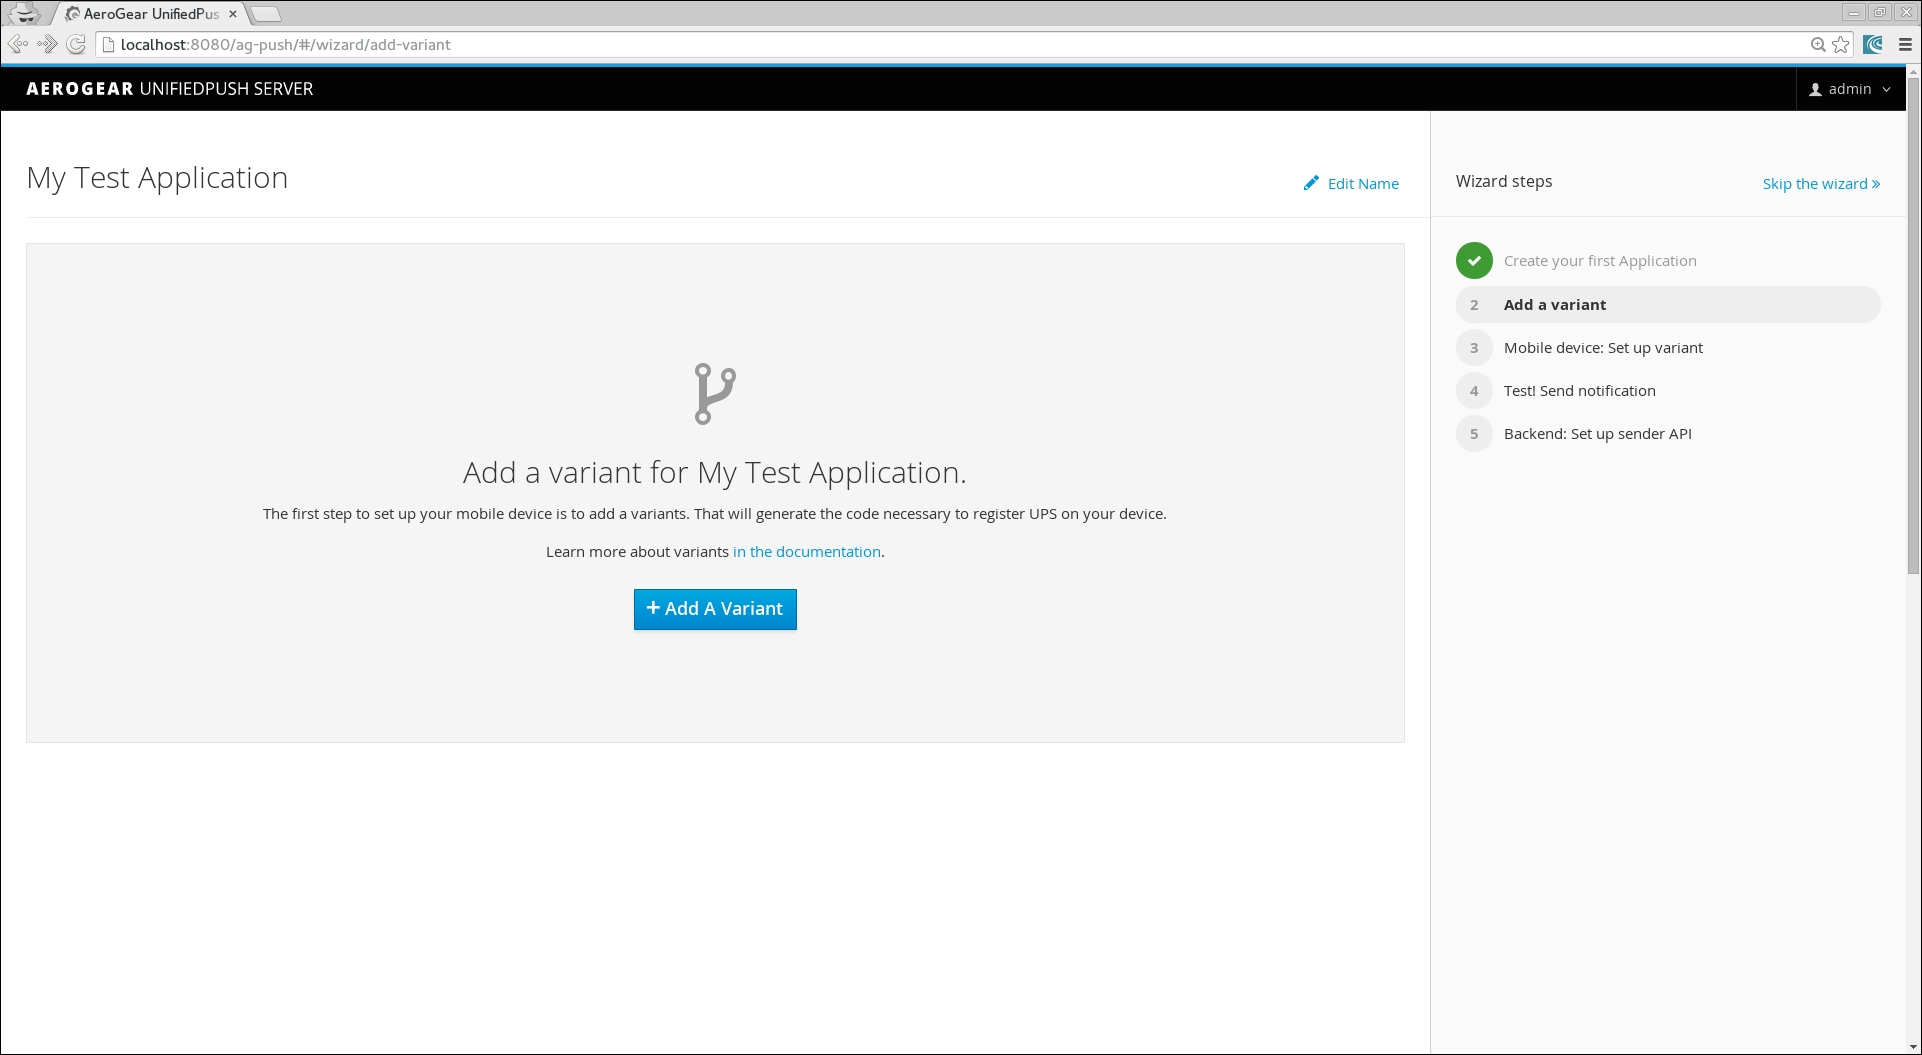 AeroGear UnifiedPus
localhost:8080/ag-push/#/wizard/add-variant
AEROGEAR UNIFIEDPUSH SERVER
admin
My Test Application
Edit Name
Add a variant for My Test Application.
The first step to set up your mobile device is to add a variants. That will generate the code necessary to register UPS on your device.
Learn more about variants in the documentation.
+ Add A Variant
Wizard steps
Skip the wizard »
Create your first Application
2 Add a variant
3 Mobile device: Set up variant
4 Test! Send notification
5 Backend: Set up sender API